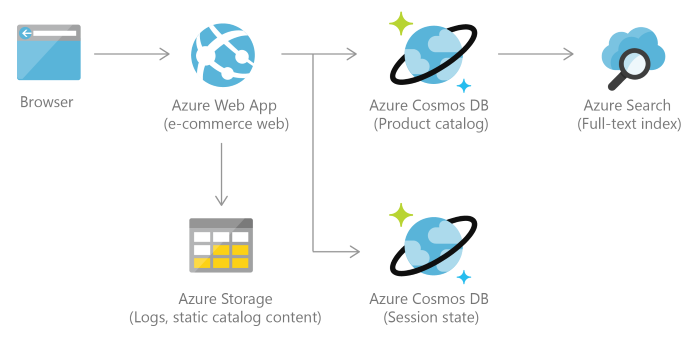 Browser
Azure Web App
(e-commerce web)
Azure Cosmos DB
(Product catalog)
Azure Search
(Full-text index)
Azure Storage
(Logs, static catalog content)
Azure Cosmos DB
(Session state)